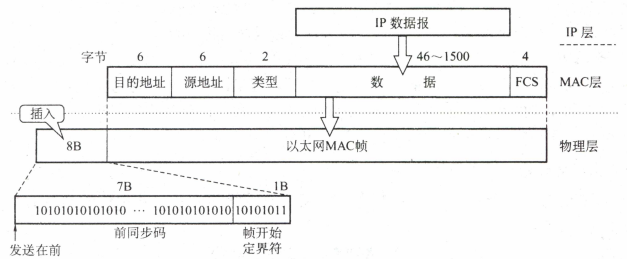 IP 数据报
IP 层
字节 6 6 2 46～1500 4
目的地址 源地址 类型 数 据 FCS MAC层
插入
8B 以太网MAC帧 物理层
7B 1B
10101010101010 ··· 101010101010 10101011
前同步码 帧开始
定界符
发送在前